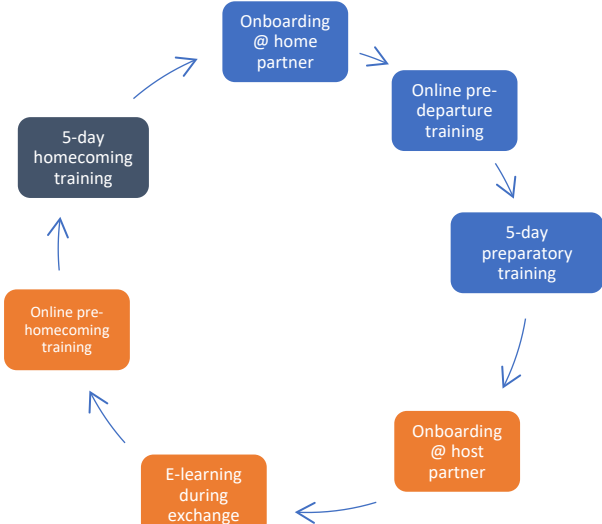 Onboarding
@ home
partner
Online pre-
departure
training
5-day
preparatory
training
Onboarding
@ host
partner
E-learning
during
exchange
Online pre-
homecoming
training
5-day
homecoming
training